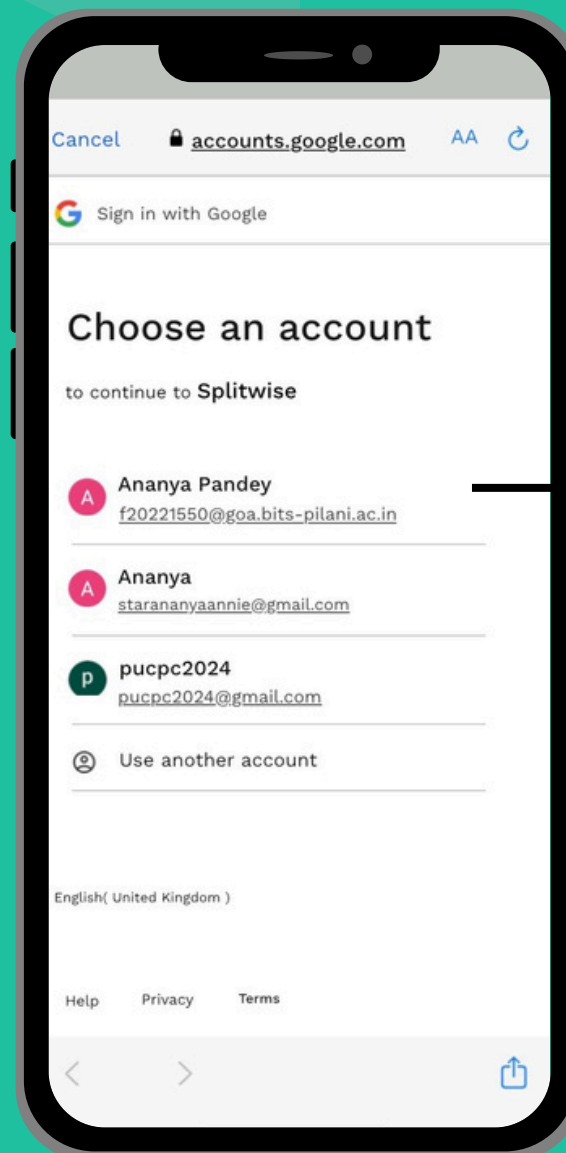 Cancel accounts.google.com AA
Sign in with Google
Choose an account
to continue to Splitwise
A Ananya Pandey
f20221550@goa.bits-pilani.ac.in
A Ananya
starananyaannie@gmail.com
p pucpc2024
pucpc2024@gmail.com
Use another account
English( United Kingdom )
Help Privacy Terms